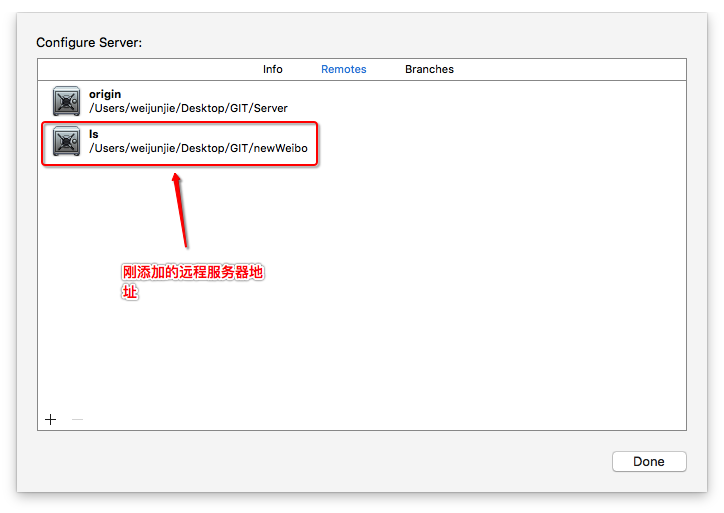 Configure Server:
Info Remotes Branches
origin
/Users/weijunjie/Desktop/GIT/Server
ls
/Users/weijunjie/Desktop/GIT/newWeibo
刚添加的远程服务器地
址
Done